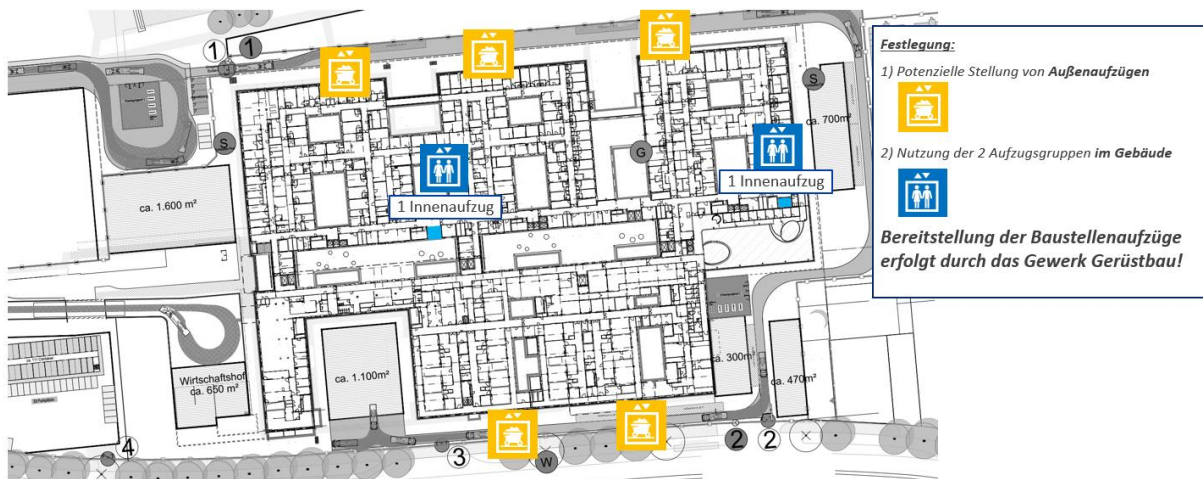 1
1
S
S
G
ca. 700m²
ca. 1.600 m²
1 Innenaufzug
1 Innenaufzug
Wirtschaftshof
ca. 650 m²
ca. 1.100m²
ca. 300m²
ca. 470m²
4
3
W
2
2
Festlegung:
1) Potenzielle Stellung von Außenaufzügen
2) Nutzung der 2 Aufzugsgruppen im Gebäude
Bereitstellung der Baustellenaufzüge
erfolgt durch das Gewerk Gerüstbau!